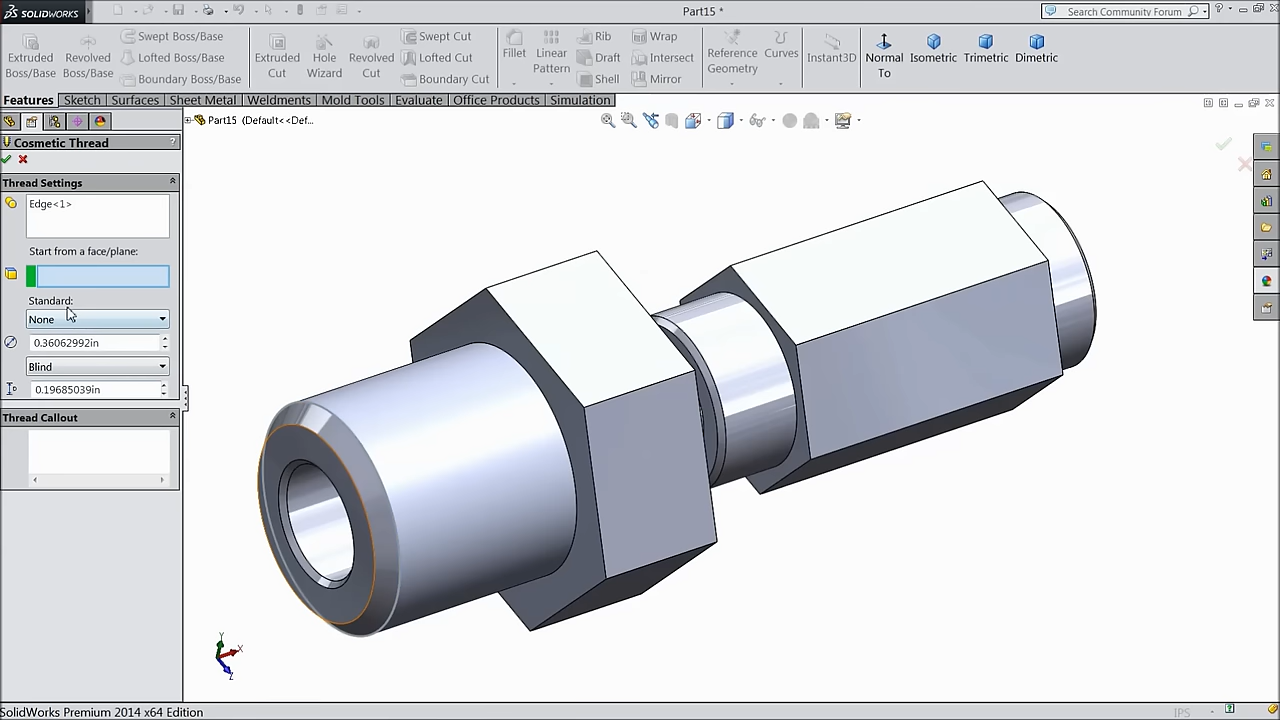 SOLIDWORKS
Part15 *
Search Community Forum
Extruded Boss/Base
Revolved Boss/Base
Swept Boss/Base
Lofted Boss/Base
Boundary Boss/Base
Extruded Cut
Hole Wizard
Revolved Cut
Swept Cut
Lofted Cut
Boundary Cut
Fillet
Linear Pattern
Rib
Draft
Shell
Wrap
Intersect
Mirror
Reference Geometry
Curves
Instant3D
Normal To
Isometric
Trimetric
Dimetric
Features Sketch Surfaces Sheet Metal Weldments Mold Tools Evaluate Office Products Simulation
Part15 (Default<<Def...
Cosmetic Thread
?
Thread Settings
Edge<1>
Start from a face/plane:
Standard:
None
0.36062992in
Blind
0.19685039in
Thread Callout
Y
X
Z
SolidWorks Premium 2014 x64 Edition
IPS